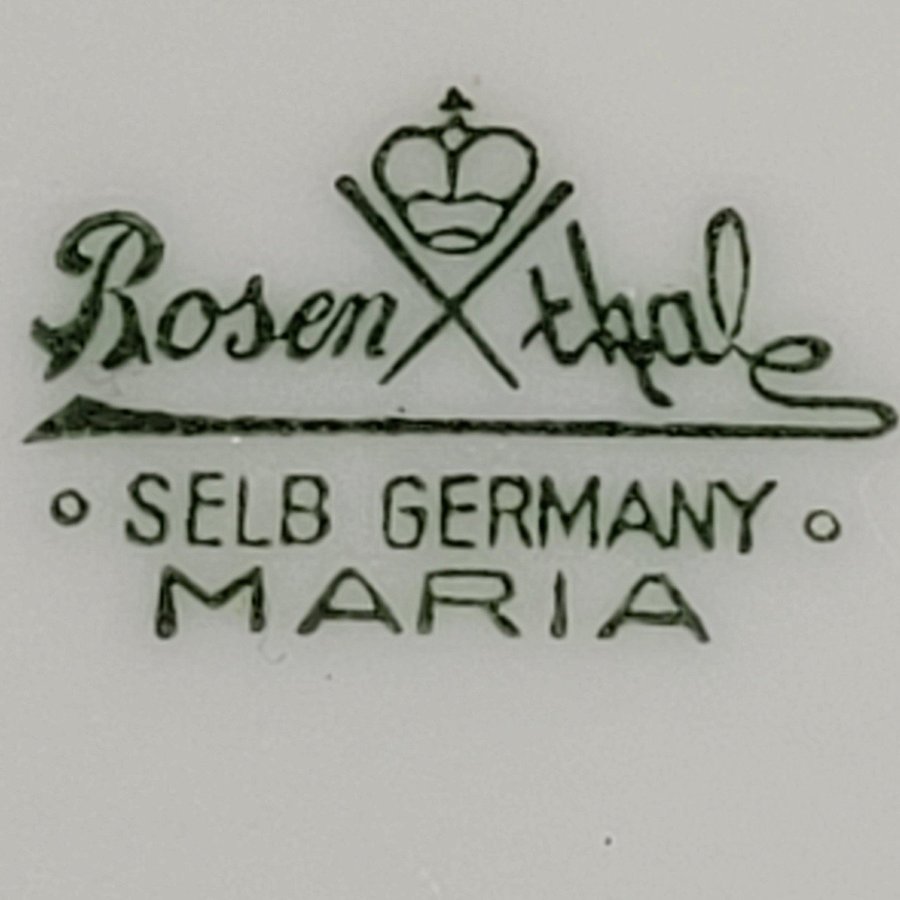 Rosenthal
SELB GERMANY
MARIA